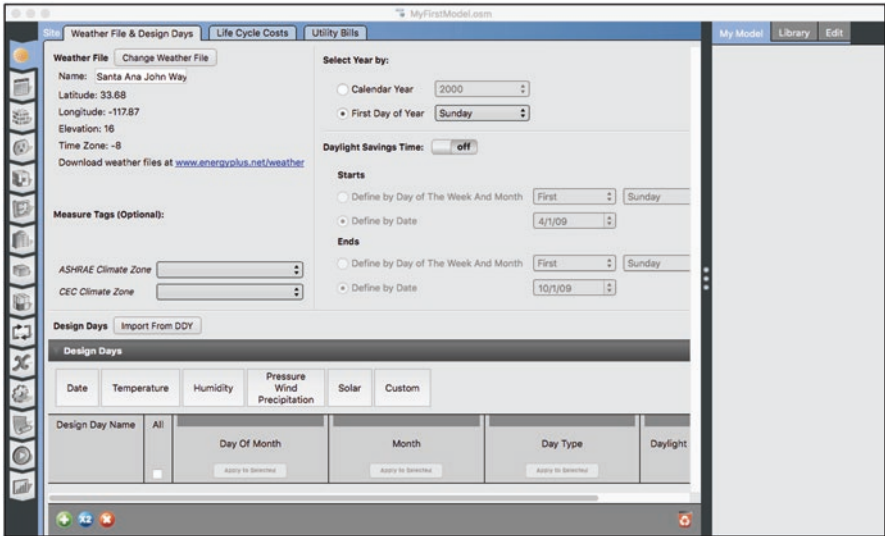 MyFirstModel.osm
Site
Weather File & Design Days
Life Cycle Costs
Utility Bills
My Model
Library
Edit
Weather File
Change Weather File
Name: Santa Ana John Way
Latitude: 33.68
Longitude: -117.87
Elevation: 16
Time Zone: -8
Download weather files at www.energyplus.net/weather
Measure Tags (Optional):
ASHRAE Climate Zone
CEC Climate Zone
Select Year by:
Calendar Year 2000
First Day of Year Sunday
Daylight Savings Time: off
Starts
Define by Day of The Week And Month First Sunday
Define by Date 4/1/09
Ends
Define by Day of The Week And Month First Sunday
Define by Date 10/1/09
Design Days Import From DDY
Design Days
Date
Temperature
Humidity
Pressure
Wind
Precipitation
Solar
Custom
Design Day Name
All
Day Of Month
Month
Day Type
Daylight
Apply to Selected
Apply to Selected
Apply to Selected
x2